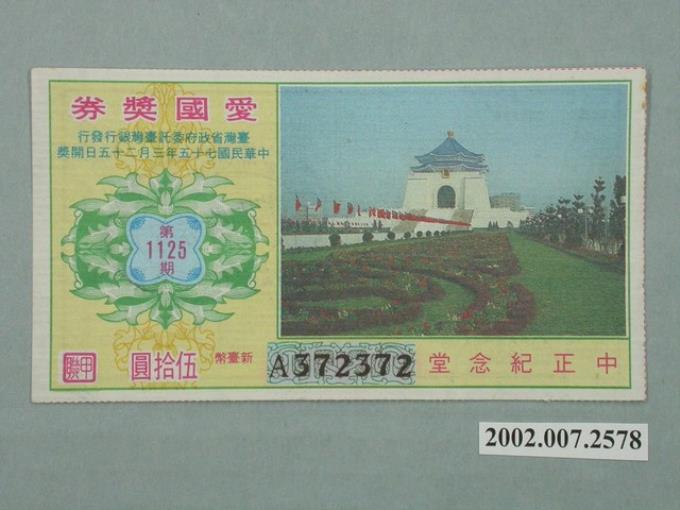 愛國獎券
臺灣省政府委託臺灣銀行發行
中華民國七十五年三月二十五日開獎
第
1125
期
甲聯
新臺幣
伍拾圓
A372372
中正紀念堂
2002.007.2578